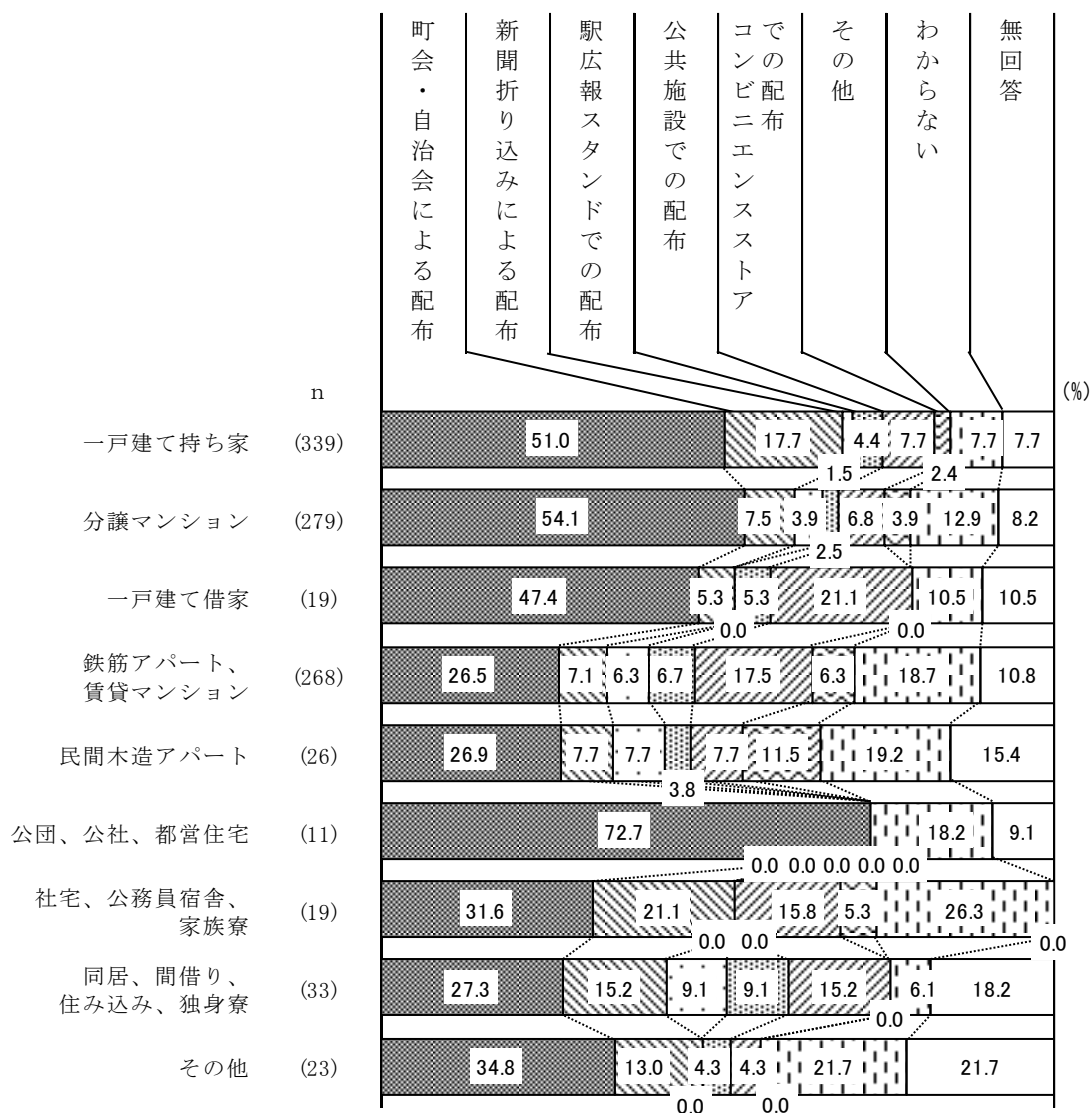 町会・自治会による配布
新聞折り込みによる配布
駅広報スタンドでの配布
公共施設での配布
コンビニエンスストア
での配布
その他
わからない
無回答
n
(%)
一戸建て持ち家 (339) 51.0 17.7 4.4 7.7 7.7 7.7
1.5 2.4
分譲マンション (279) 54.1 7.5 3.9 6.8 3.9 12.9 8.2
2.5
一戸建て借家 (19) 47.4 5.3 5.3 21.1 10.5 10.5
0.0 0.0
鉄筋アパート、
賃貸マンション (268) 26.5 7.1 6.3 6.7 17.5 6.3 18.7 10.8
民間木造アパート (26) 26.9 7.7 7.7 7.7 11.5 19.2 15.4
3.8
公団、公社、都営住宅 (11) 72.7 18.2 9.1
0.0 0.0 0.0 0.0 0.0
社宅、公務員宿舎、
家族寮 (19) 31.6 21.1 15.8 5.3 26.3
0.0 0.0 0.0
同居、間借り、
住み込み、独身寮 (33) 27.3 15.2 9.1 9.1 15.2 6.1 18.2
0.0
その他 (23) 34.8 13.0 4.3 4.3 21.7 21.7
0.0 0.0